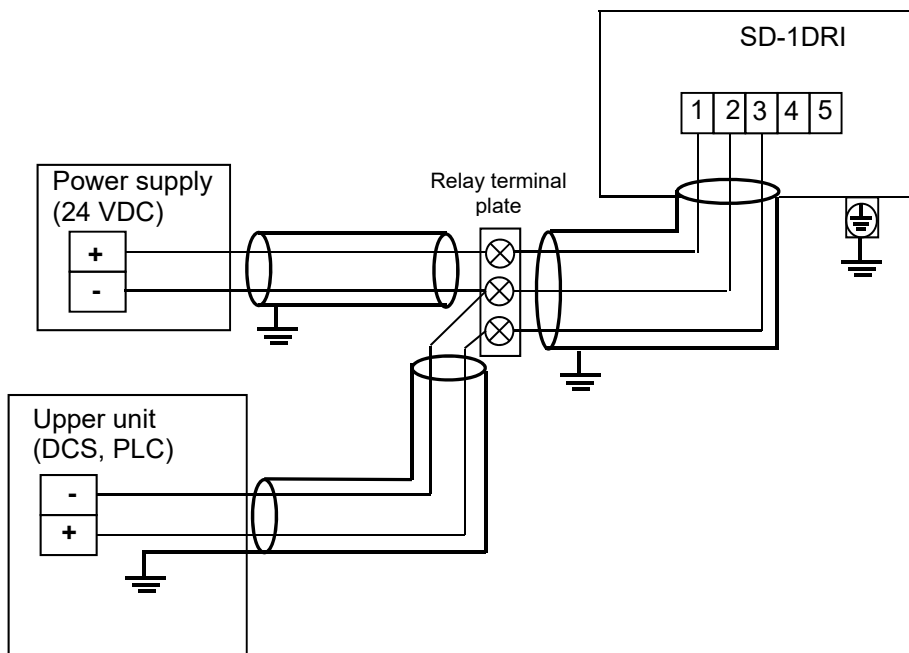 SD-1DRI
1 2 3 4 5
Power supply
(24 VDC)
+
-
Relay terminal
plate
Upper unit
(DCS, PLC)
-
+